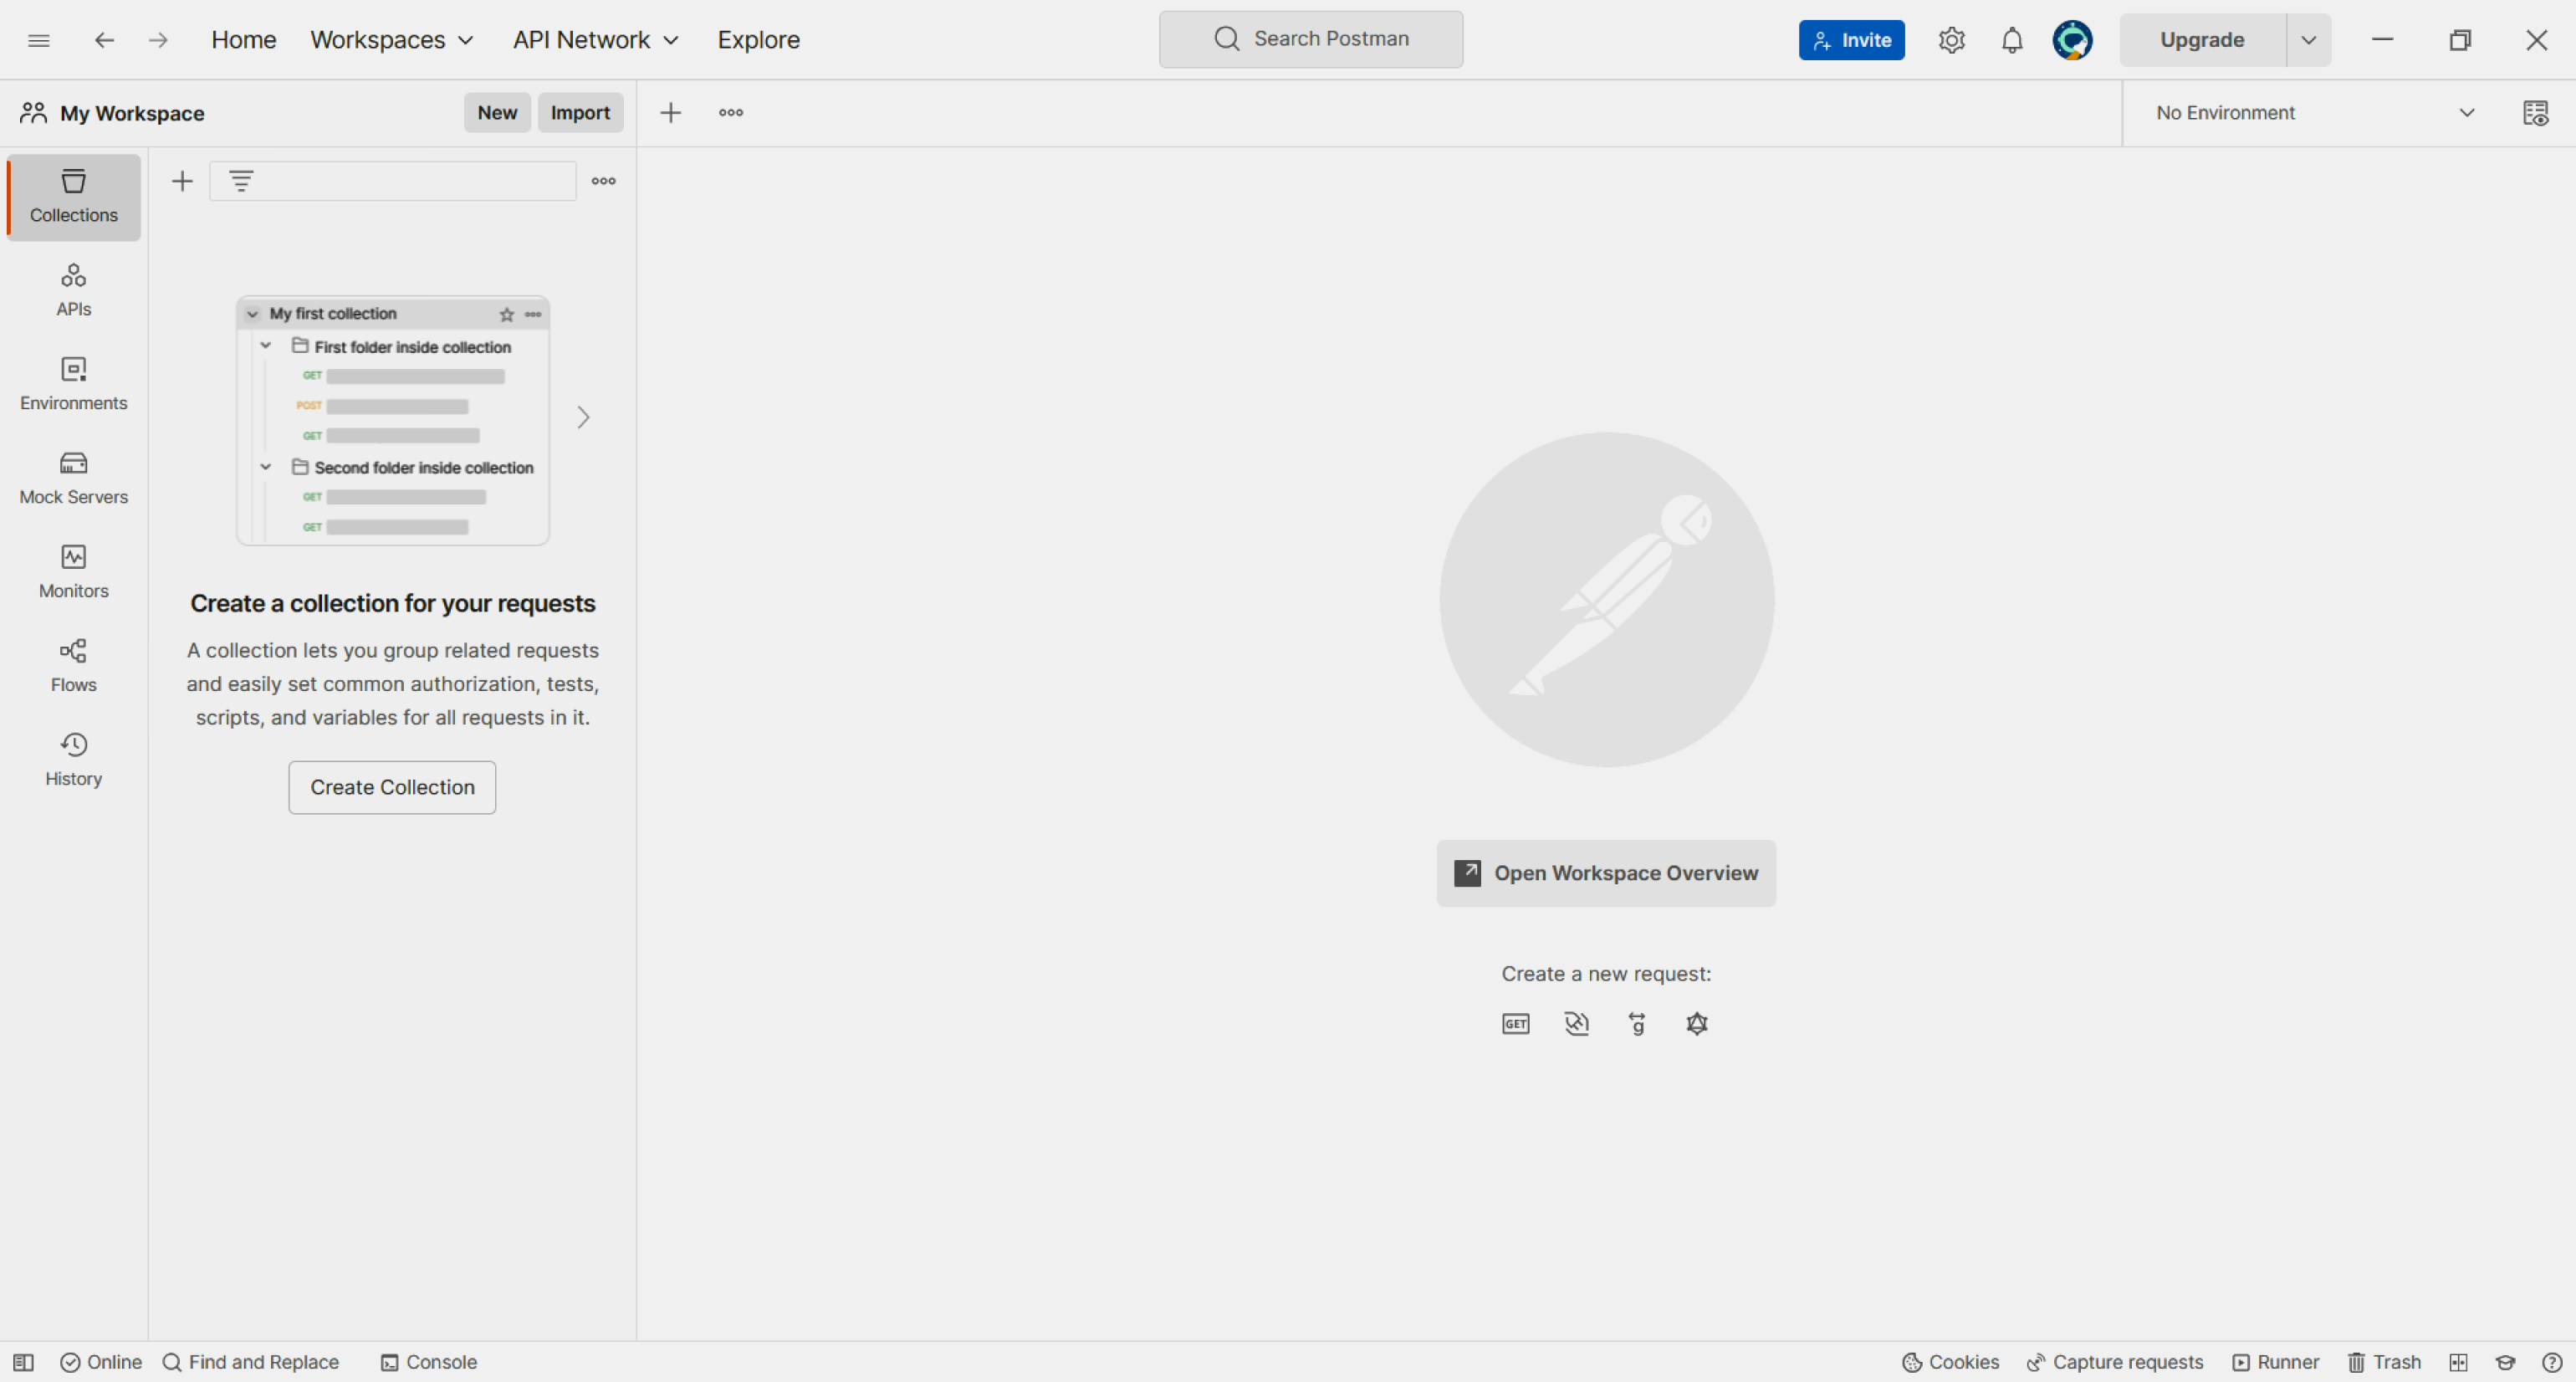 Home
Workspaces
API Network
Explore
Search Postman
Invite
Upgrade
My Workspace
New
Import
No Environment
Collections
APIs
Environments
Mock Servers
Monitors
Flows
History
My first collection
First folder inside collection
GET
POST
GET
Second folder inside collection
GET
GET
Create a collection for your requests
A collection lets you group related requests
and easily set common authorization, tests,
scripts, and variables for all requests in it.
Create Collection
Open Workspace Overview
Create a new request:
GET
g
Online
Find and Replace
Console
Cookies
Capture requests
Runner
Trash